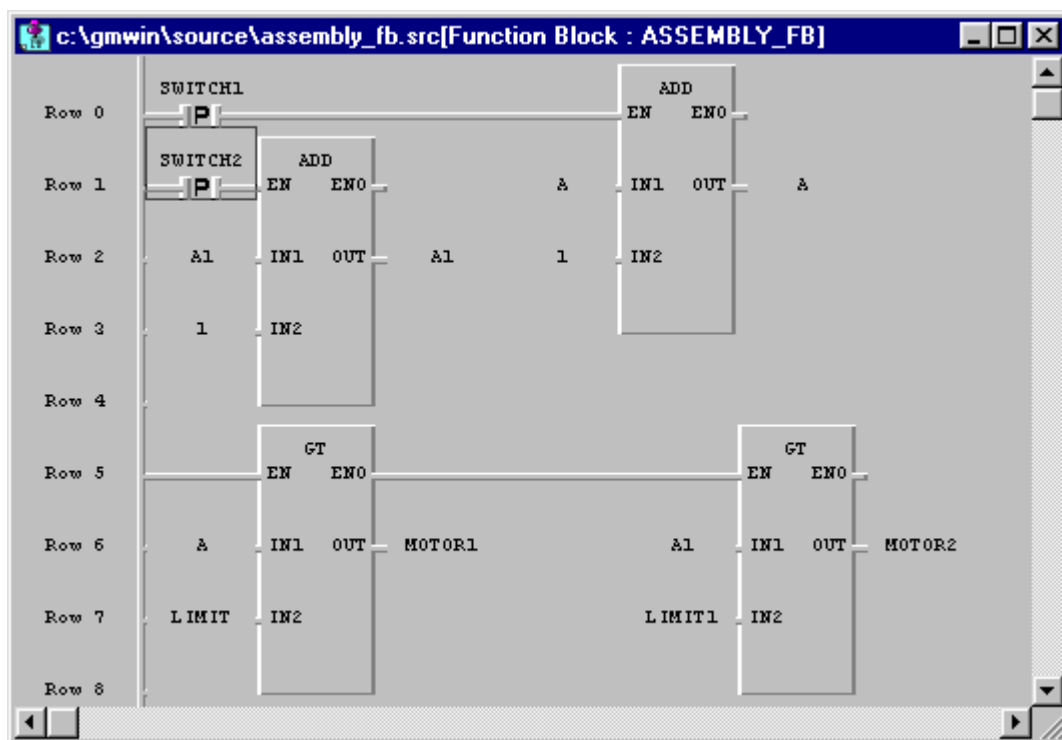 c:\gmwin\source\assembly_fb.src[Function Block : ASSEMBLY_FB]
SWITCH1 ADD
Row 0 P EN ENO
SWITCH2 ADD
Row 1 P EN ENO A IN1 OUT A
Row 2 A1 IN1 OUT A1 1 IN2
Row 3 1 IN2
Row 4
GT GT
Row 5 EN ENO EN ENO
Row 6 A IN1 OUT MOTOR1 A1 IN1 OUT MOTOR2
Row 7 LIMIT IN2 LIMIT1 IN2
Row 8